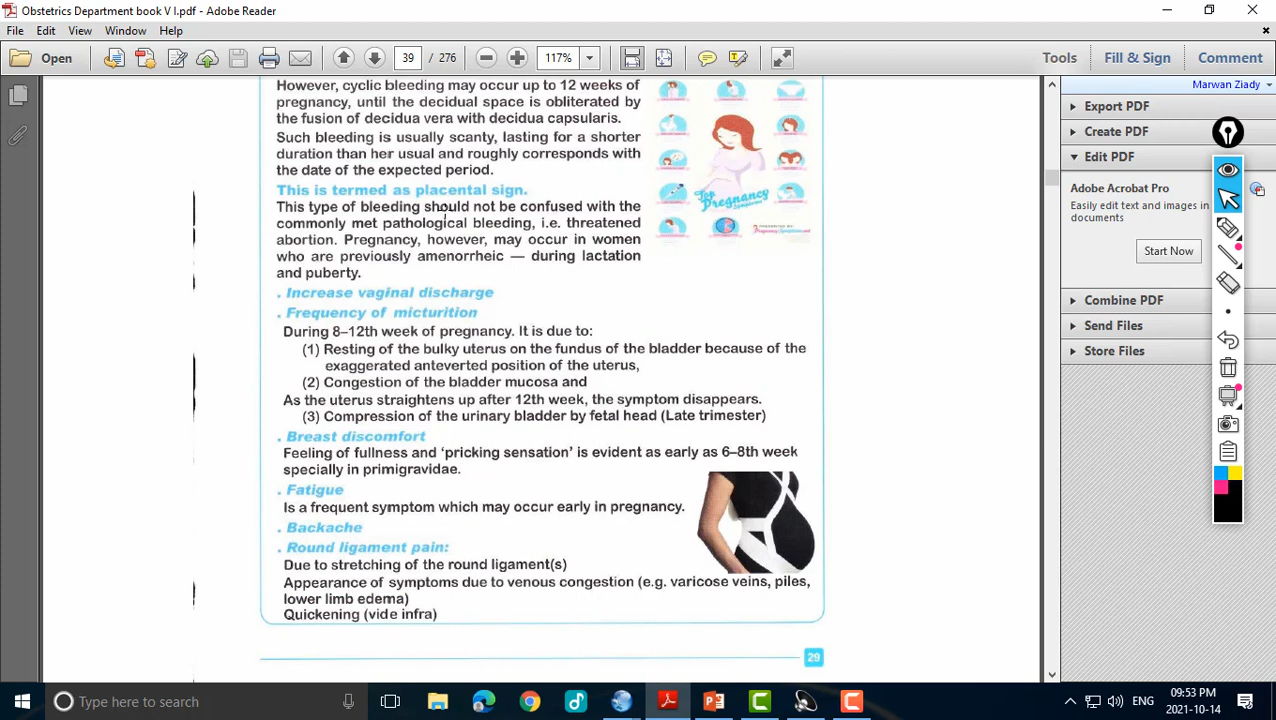 Obstetrics Department book V I.pdf - Adobe Reader
File Edit View Window Help
Open 39 / 276 117% Tools Fill & Sign Comment
Marwan Ziady
Export PDF
Create PDF
Edit PDF
Adobe Acrobat Pro
Easily edit text and images in
documents
Start Now
Combine PDF
Send Files
Store Files
However, cyclic bleeding may occur up to 12 weeks of
pregnancy, until the decidual space is obliterated by
the fusion of decidua vera with decidua capsularis.
Such bleeding is usually scanty, lasting for a shorter
duration than her usual and roughly corresponds with
the date of the expected period.
This is termed as placental sign.
This type of bleeding should not be confused with the
commonly met pathological bleeding, i.e. threatened
abortion. Pregnancy, however, may occur in women
who are previously amenorrheic — during lactation
and puberty.
Top
Pregnancy
Symptoms
. Increase vaginal discharge
. Frequency of micturition
During 8–12th week of pregnancy. It is due to:
(1) Resting of the bulky uterus on the fundus of the bladder because of the
exaggerated anteverted position of the uterus,
(2) Congestion of the bladder mucosa and
As the uterus straightens up after 12th week, the symptom disappears.
(3) Compression of the urinary bladder by fetal head (Late trimester)
. Breast discomfort
Feeling of fullness and ‘pricking sensation’ is evident as early as 6–8th week
specially in primigravidae.
. Fatigue
Is a frequent symptom which may occur early in pregnancy.
. Backache
. Round ligament pain:
Due to stretching of the round ligament(s)
Appearance of symptoms due to venous congestion (e.g. varicose veins, piles,
lower limb edema)
Quickening (vide infra)
29
Type here to search
ENG
09:53 PM
2021-10-14